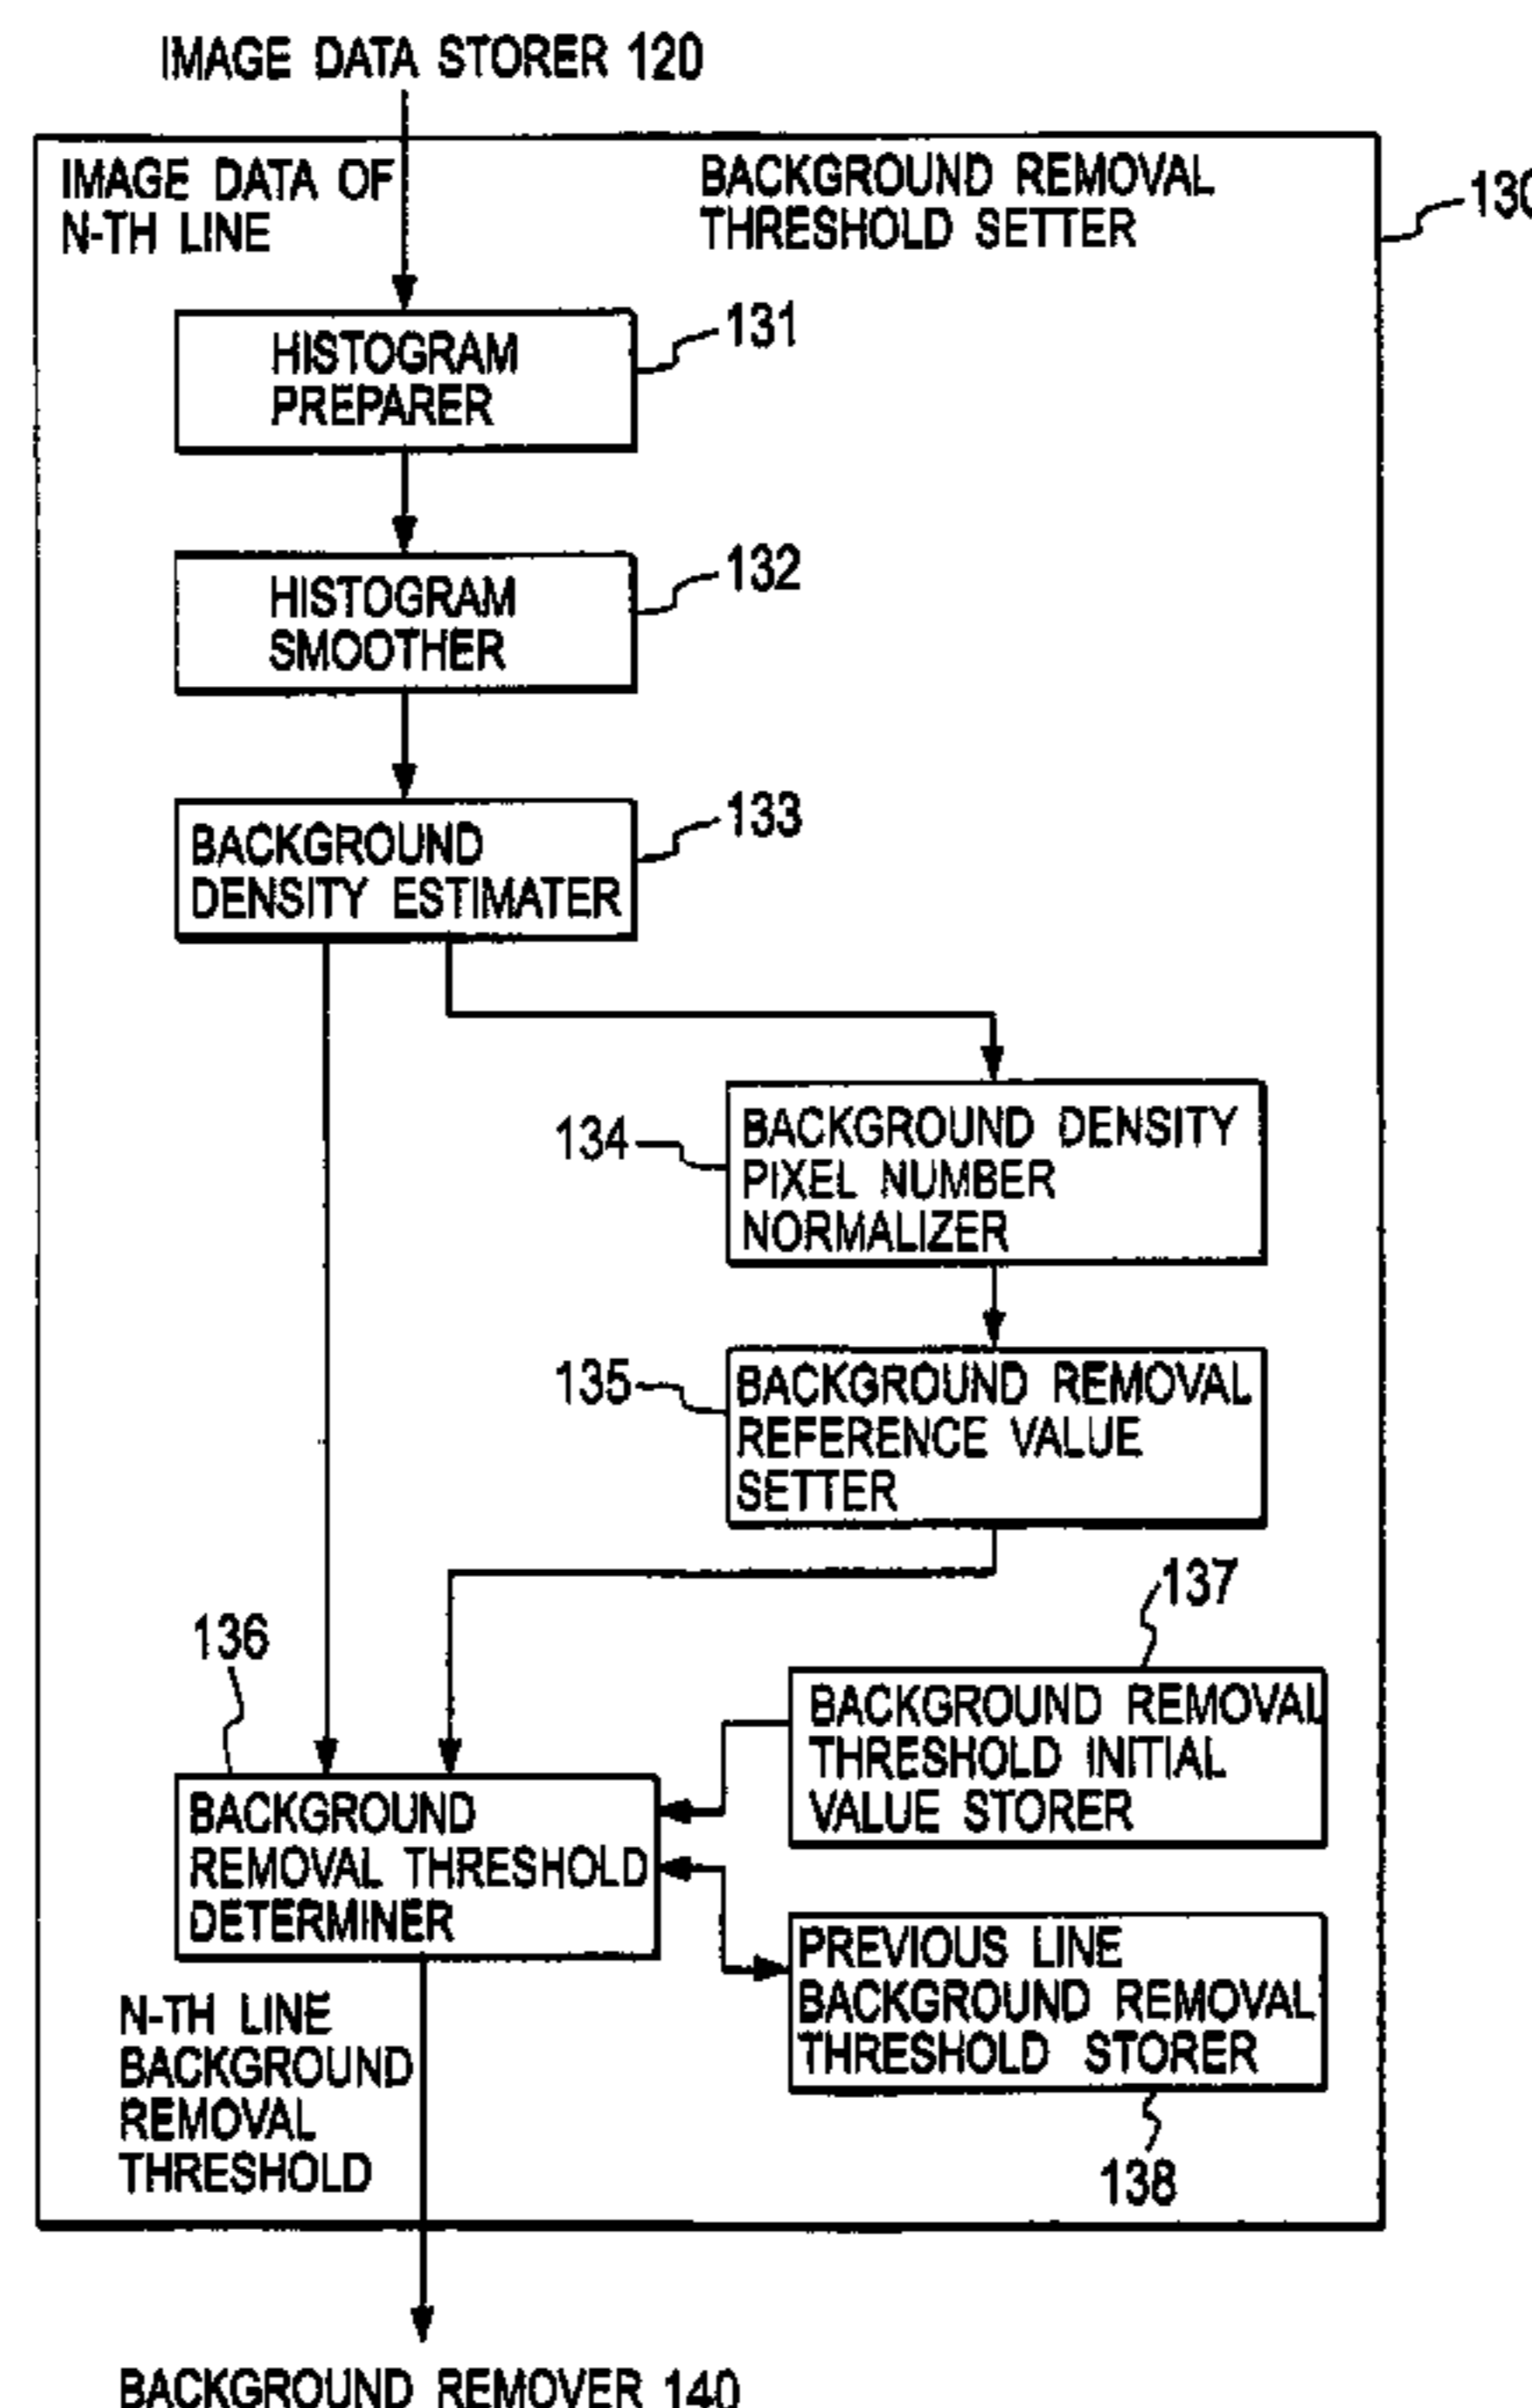 IMAGE DATA STORER 120
IMAGE DATA OF
N-TH LINE
BACKGROUND REMOVAL
THRESHOLD SETTER
130
HISTOGRAM
PREPARER
131
HISTOGRAM
SMOOTHER
132
BACKGROUND
DENSITY ESTIMATER
133
134
BACKGROUND DENSITY
PIXEL NUMBER
NORMALIZER
135
BACKGROUND REMOVAL
REFERENCE VALUE
SETTER
137
136
BACKGROUND REMOVAL
THRESHOLD INITIAL
VALUE STORER
BACKGROUND
REMOVAL THRESHOLD
DETERMINER
PREVIOUS LINE
BACKGROUND REMOVAL
THRESHOLD STORER
138
N-TH LINE
BACKGROUND
REMOVAL
THRESHOLD
BACKGROUND REMOVER 140